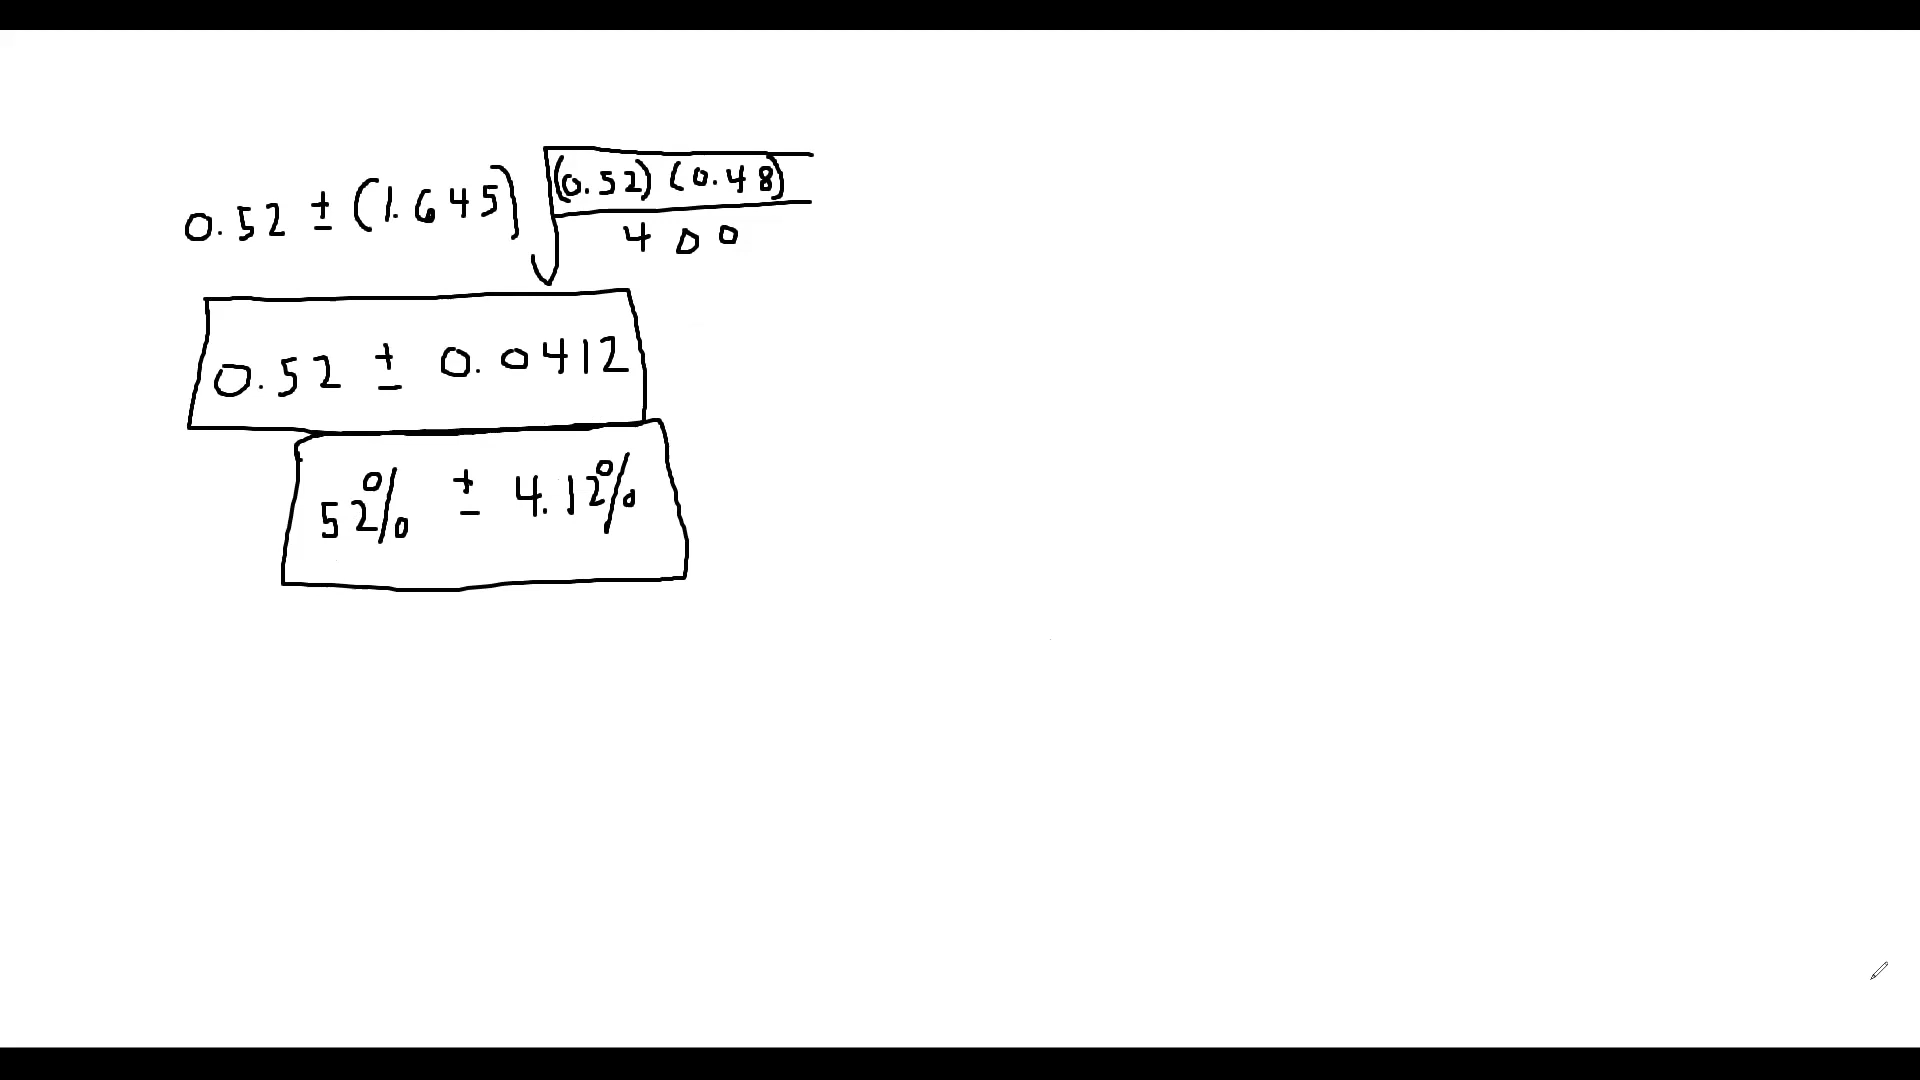 0.52 ± (1.645) √((0.52)(0.48)/400)
0.52 ± 0.0412
52% ± 4.12%